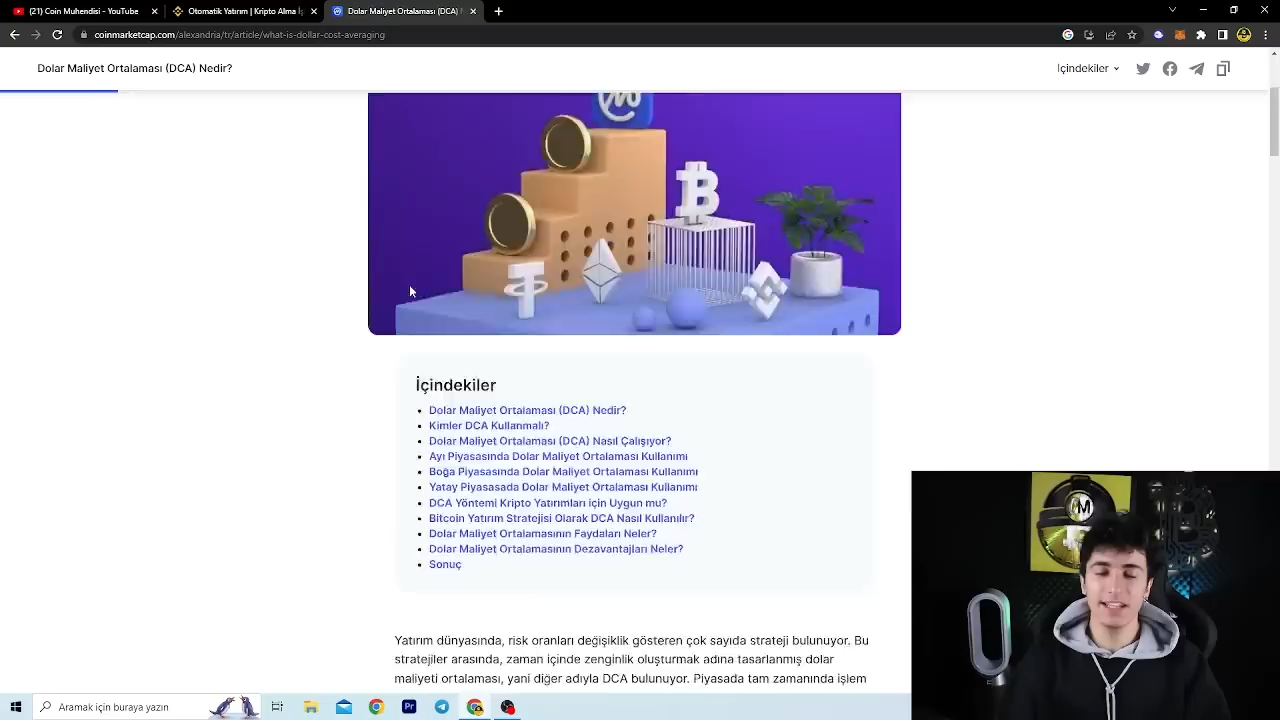 (21) Coin Muhendisi - YouTube
Otomatik Yatırım | Kripto Alma İş
Dolar Maliyet Ortalaması (DCA) N
coinmarketcap.com/alexandria/tr/article/what-is-dollar-cost-averaging
Dolar Maliyet Ortalaması (DCA) Nedir?
İçindekiler
İçindekiler
Dolar Maliyet Ortalaması (DCA) Nedir?
Kimler DCA Kullanmalı?
Dolar Maliyet Ortalaması (DCA) Nasıl Çalışıyor?
Ayı Piyasasında Dolar Maliyet Ortalaması Kullanımı
Boğa Piyasasında Dolar Maliyet Ortalaması Kullanımı
Yatay Piyasasada Dolar Maliyet Ortalaması Kullanımı
DCA Yöntemi Kripto Yatırımları için Uygun mu?
Bitcoin Yatırım Stratejisi Olarak DCA Nasıl Kullanılır?
Dolar Maliyet Ortalamasının Faydaları Neler?
Dolar Maliyet Ortalamasının Dezavantajları Neler?
Sonuç
Yatırım dünyasında, risk oranları değişiklik gösteren çok sayıda strateji bulunuyor. Bu
stratejiler arasında, zaman içinde zenginlik oluşturmak adına tasarlanmış dolar
maliyeti ortalaması, yani diğer adıyla DCA bulunuyor. Piyasada tam zamanında işlem
Aramak için buraya yazın
Pr